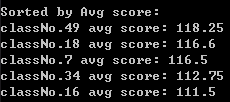 Sorted by Avg score:
classNo.49 avg score: 118.25
classNo.18 avg score: 116.6
classNo.7 avg score: 116.5
classNo.34 avg score: 112.75
classNo.16 avg score: 111.5